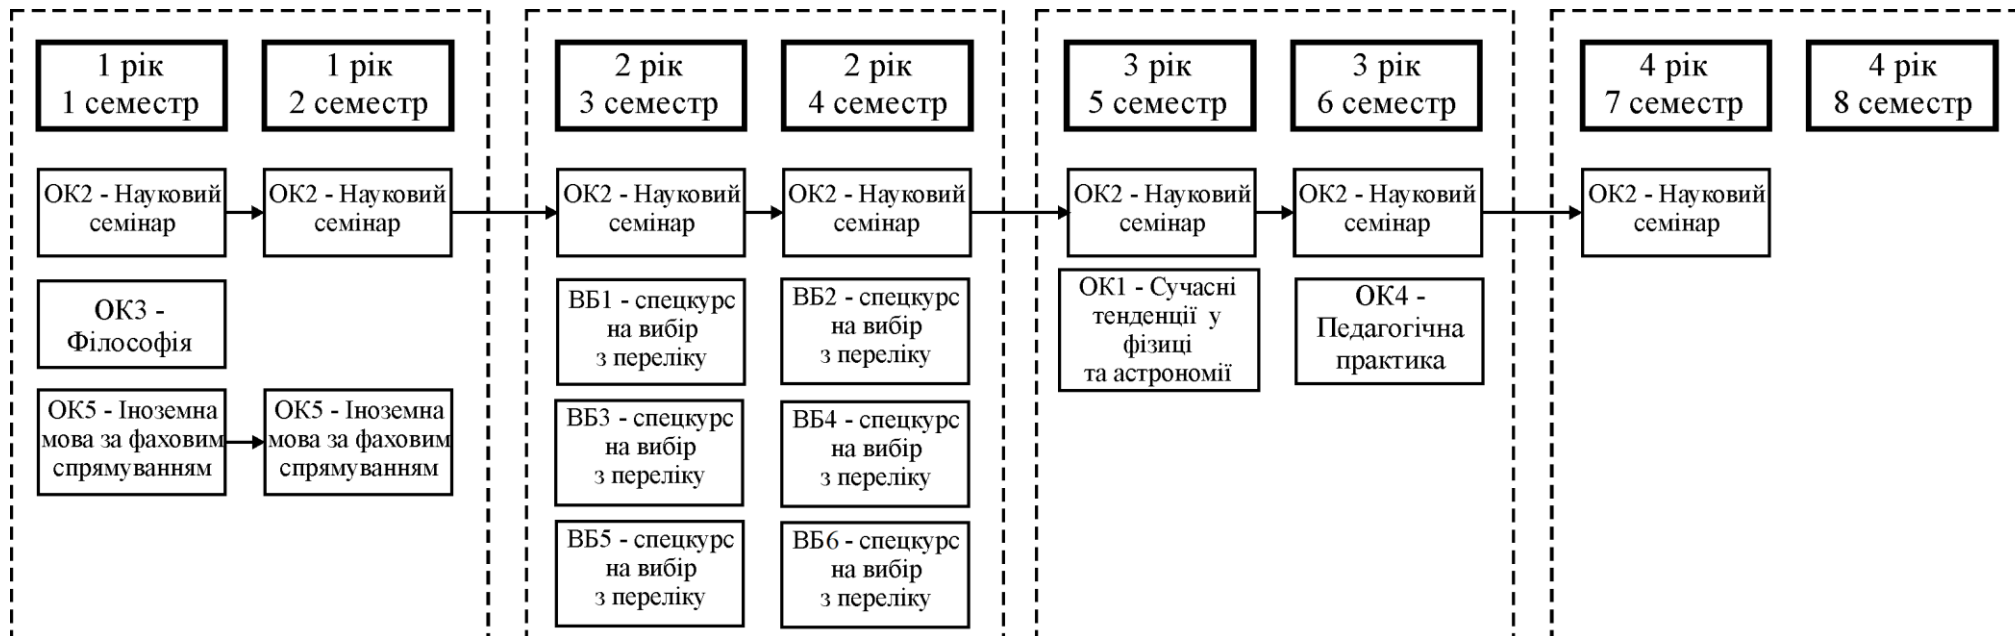 1 рік
1 семестр
1 рік
2 семестр
2 рік
3 семестр
2 рік
4 семестр
3 рік
5 семестр
3 рік
6 семестр
4 рік
7 семестр
4 рік
8 семестр
ОК2 - Науковий
семінар
ОК2 - Науковий
семінар
ОК2 - Науковий
семінар
ОК2 - Науковий
семінар
ОК2 - Науковий
семінар
ОК2 - Науковий
семінар
ОК2 - Науковий
семінар
ОК3 -
Філософія
ВБ1 - спецкурс
на вибір
з переліку
ВБ2 - спецкурс
на вибір
з переліку
ОК1 - Сучасні
тенденції у
фізиці
та астрономії
ОК4 -
Педагогічна
практика
ОК5 - Іноземна
мова за фаховим
спрямуванням
ОК5 - Іноземна
мова за фаховим
спрямуванням
ВБ3 - спецкурс
на вибір
з переліку
ВБ4 - спецкурс
на вибір
з переліку
ВБ5 - спецкурс
на вибір
з переліку
ВБ6 - спецкурс
на вибір
з переліку